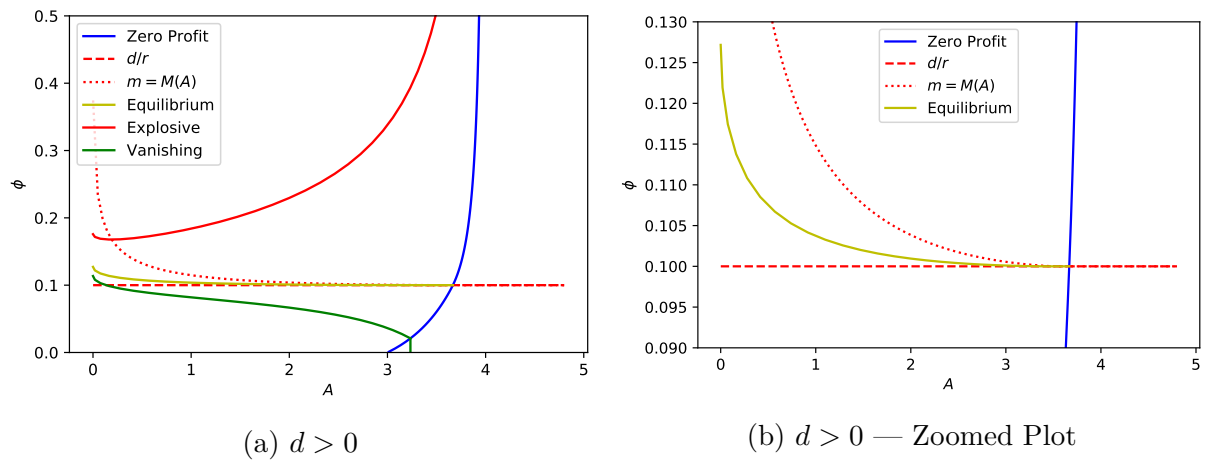 0.5
0.4
0.3
0.2
0.1
0.0
ϕ
0
1
2
3
4
5
A
Zero Profit
d/r
m = M(A)
Equilibrium
Explosive
Vanishing
(a) d > 0
0.130
0.125
0.120
0.115
0.110
0.105
0.100
0.095
0.090
ϕ
0
1
2
3
4
5
A
Zero Profit
d/r
m = M(A)
Equilibrium
(b) d > 0 — Zoomed Plot